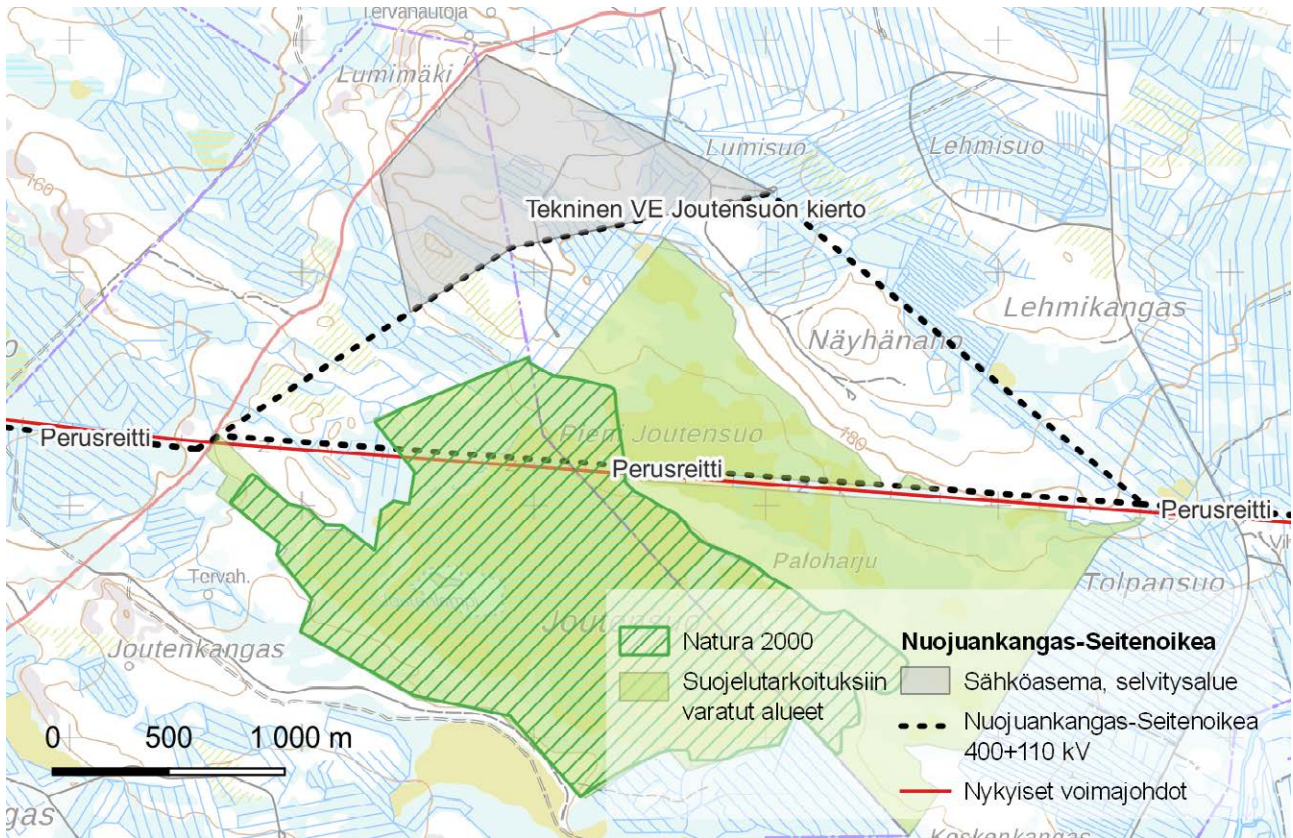 Tervahautoja
Lumimäki
Lumisuo
Lehmisuo
160
Tekninen VE Joutensuon kierto
Lehmikangas
Näyhänaho
Perusreitti
Pieni Joutensuo
180
Perusreitti
Perusreitti
Paloharju
Tervah.
Tolpansuo
Joutenkangas
Natura 2000
Suojelutarkoituksiin
varatut alueet
Nuojuankangas-Seitenoikea
Sähköasema, selvitysalue
Nuojuankangas-Seitenoikea
400+110 kV
Nykyiset voimajohdot
0 500 1 000 m
Koskenkangas